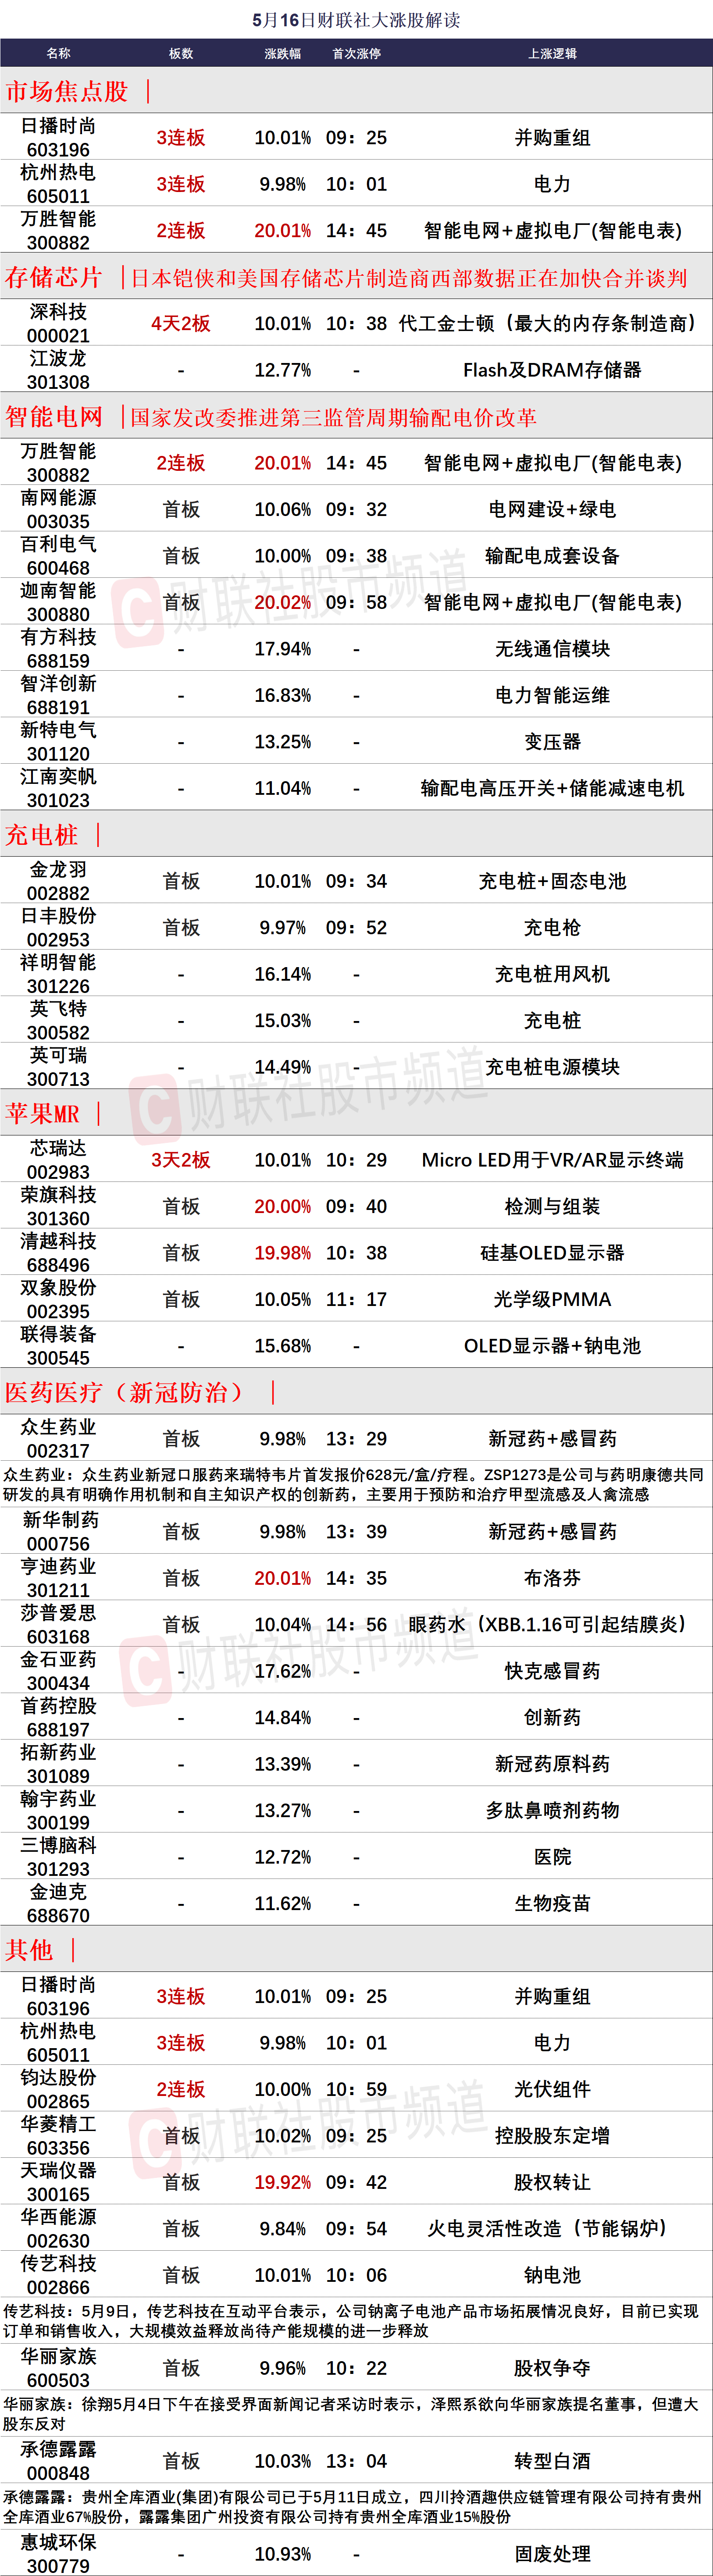 5月16日财联社大涨股解读
名称 板数 涨跌幅 首次涨停 上涨逻辑
市场焦点股 |
日播时尚
603196 3连板 10.01% 09：25 并购重组
杭州热电
605011 3连板 9.98% 10：01 电力
万胜智能
300882 2连板 20.01% 14：45 智能电网+虚拟电厂(智能电表)
存储芯片 |日本铠侠和美国存储芯片制造商西部数据正在加快合并谈判
深科技
000021 4天2板 10.01% 10：38 代工金士顿（最大的内存条制造商）
江波龙
301308 - 12.77% - Flash及DRAM存储器
智能电网 |国家发改委推进第三监管周期输配电价改革
万胜智能
300882 2连板 20.01% 14：45 智能电网+虚拟电厂(智能电表)
南网能源
003035 首板 10.06% 09：32 电网建设+绿电
百利电气
600468 首板 10.00% 09：38 输配电成套设备
迦南智能
300880 首板 20.02% 09：58 智能电网+虚拟电厂(智能电表)
有方科技
688159 - 17.94% - 无线通信模块
智洋创新
688191 - 16.83% - 电力智能运维
新特电气
301120 - 13.25% - 变压器
江南奕帆
301023 - 11.04% - 输配电高压开关+储能减速电机
充电桩 |
金龙羽
002882 首板 10.01% 09：34 充电桩+固态电池
日丰股份
002953 首板 9.97% 09：52 充电枪
祥明智能
301226 - 16.14% - 充电桩用风机
英飞特
300582 - 15.03% - 充电桩
英可瑞
300713 - 14.49% - 充电桩电源模块
苹果MR |
芯瑞达
002983 3天2板 10.01% 10：29 Micro LED用于VR/AR显示终端
荣旗科技
301360 首板 20.00% 09：40 检测与组装
清越科技
688496 首板 19.98% 10：38 硅基OLED显示器
双象股份
002395 首板 10.05% 11：17 光学级PMMA
联得装备
300545 - 15.68% - OLED显示器+钠电池
医药医疗（新冠防治） |
众生药业
002317 首板 9.98% 13：29 新冠药+感冒药
众生药业：众生药业新冠口服药来瑞特韦片首发报价628元/盒/疗程。ZSP1273是公司与药明康德共同
研发的具有明确作用机制和自主知识产权的创新药，主要用于预防和治疗甲型流感及人禽流感
新华制药
000756 首板 9.98% 13：39 新冠药+感冒药
亨迪药业
301211 首板 20.01% 14：35 布洛芬
莎普爱思
603168 首板 10.04% 14：56 眼药水（XBB.1.16可引起结膜炎）
金石亚药
300434 - 17.62% - 快克感冒药
首药控股
688197 - 14.84% - 创新药
拓新药业
301089 - 13.39% - 新冠药原料药
翰宇药业
300199 - 13.27% - 多肽鼻喷剂药物
三博脑科
301293 - 12.72% - 医院
金迪克
688670 - 11.62% - 生物疫苗
其他 |
日播时尚
603196 3连板 10.01% 09：25 并购重组
杭州热电
605011 3连板 9.98% 10：01 电力
钧达股份
002865 2连板 10.00% 10：59 光伏组件
华菱精工
603356 首板 10.02% 09：25 控股股东定增
天瑞仪器
300165 首板 19.92% 09：42 股权转让
华西能源
002630 首板 9.84% 09：54 火电灵活性改造（节能锅炉）
传艺科技
002866 首板 10.01% 10：06 钠电池
传艺科技：5月9日，传艺科技在互动平台表示，公司钠离子电池产品市场拓展情况良好，目前已实现
订单和销售收入，大规模效益释放尚待产能规模的进一步释放
华丽家族
600503 首板 9.96% 10：22 股权争夺
华丽家族：徐翔5月4日下午在接受界面新闻记者采访时表示，泽熙系欲向华丽家族提名董事，但遭大
股东反对
承德露露
000848 首板 10.03% 13：04 转型白酒
承德露露：贵州全库酒业(集团)有限公司已于5月11日成立，四川拎酒趣供应链管理有限公司持有贵州
全库酒业67%股份，露露集团广州投资有限公司持有贵州全库酒业15%股份
惠城环保
300779 - 10.93% - 固废处理
C 财联社股市频道
C 财联社股市频道
C 财联社股市频道
C 财联社股市频道